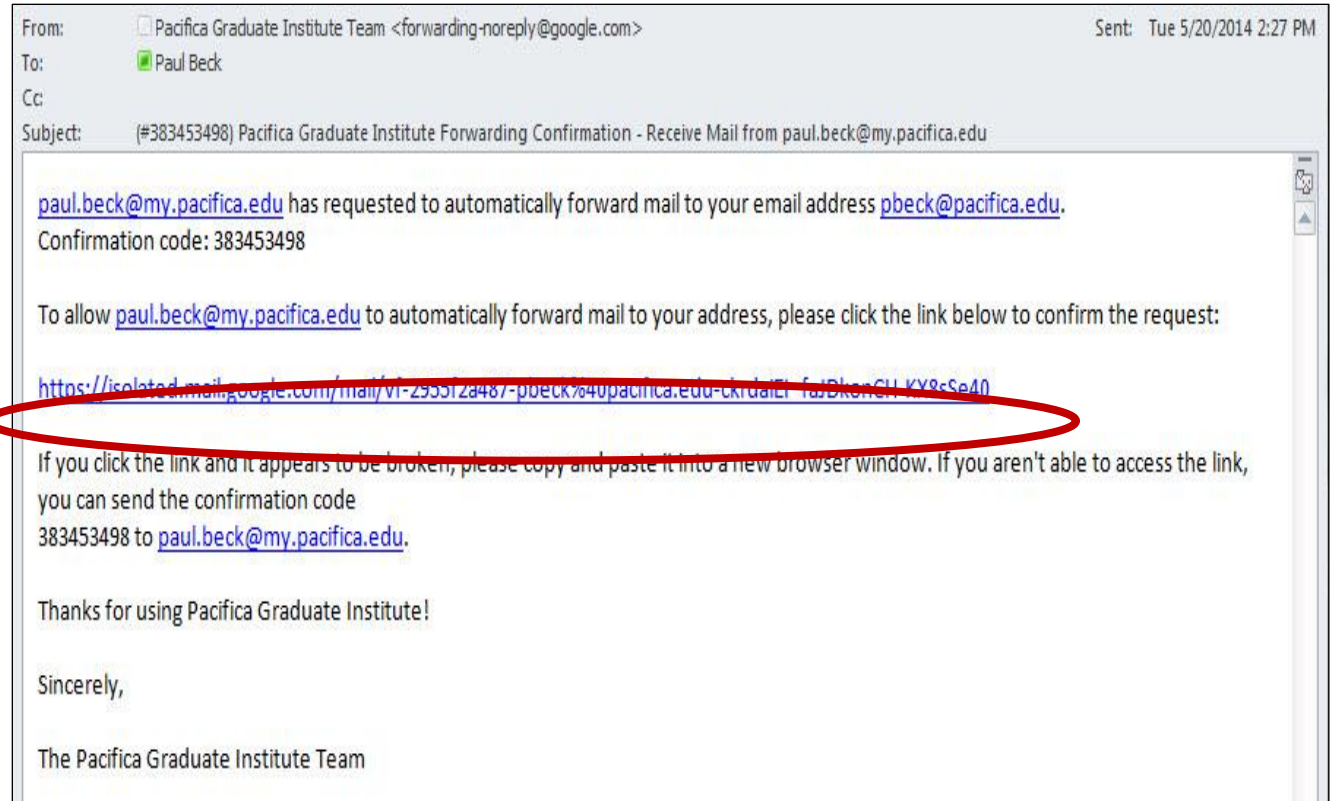 From: Pacifica Graduate Institute Team <forwarding-noreply@google.com> Sent: Tue 5/20/2014 2:27 PM
To: Paul Beck
Cc:
Subject: (#383453498) Pacifica Graduate Institute Forwarding Confirmation - Receive Mail from paul.beck@my.pacifica.edu
paul.beck@my.pacifica.edu has requested to automatically forward mail to your email address pbeck@pacifica.edu.
Confirmation code: 383453498
To allow paul.beck@my.pacifica.edu to automatically forward mail to your address, please click the link below to confirm the request:
If you click the link and it appears to be broken, please copy and paste it into a new browser window. If you aren't able to access the link,
you can send the confirmation code
383453498 to paul.beck@my.pacifica.edu.
Thanks for using Pacifica Graduate Institute!
Sincerely,
The Pacifica Graduate Institute Team